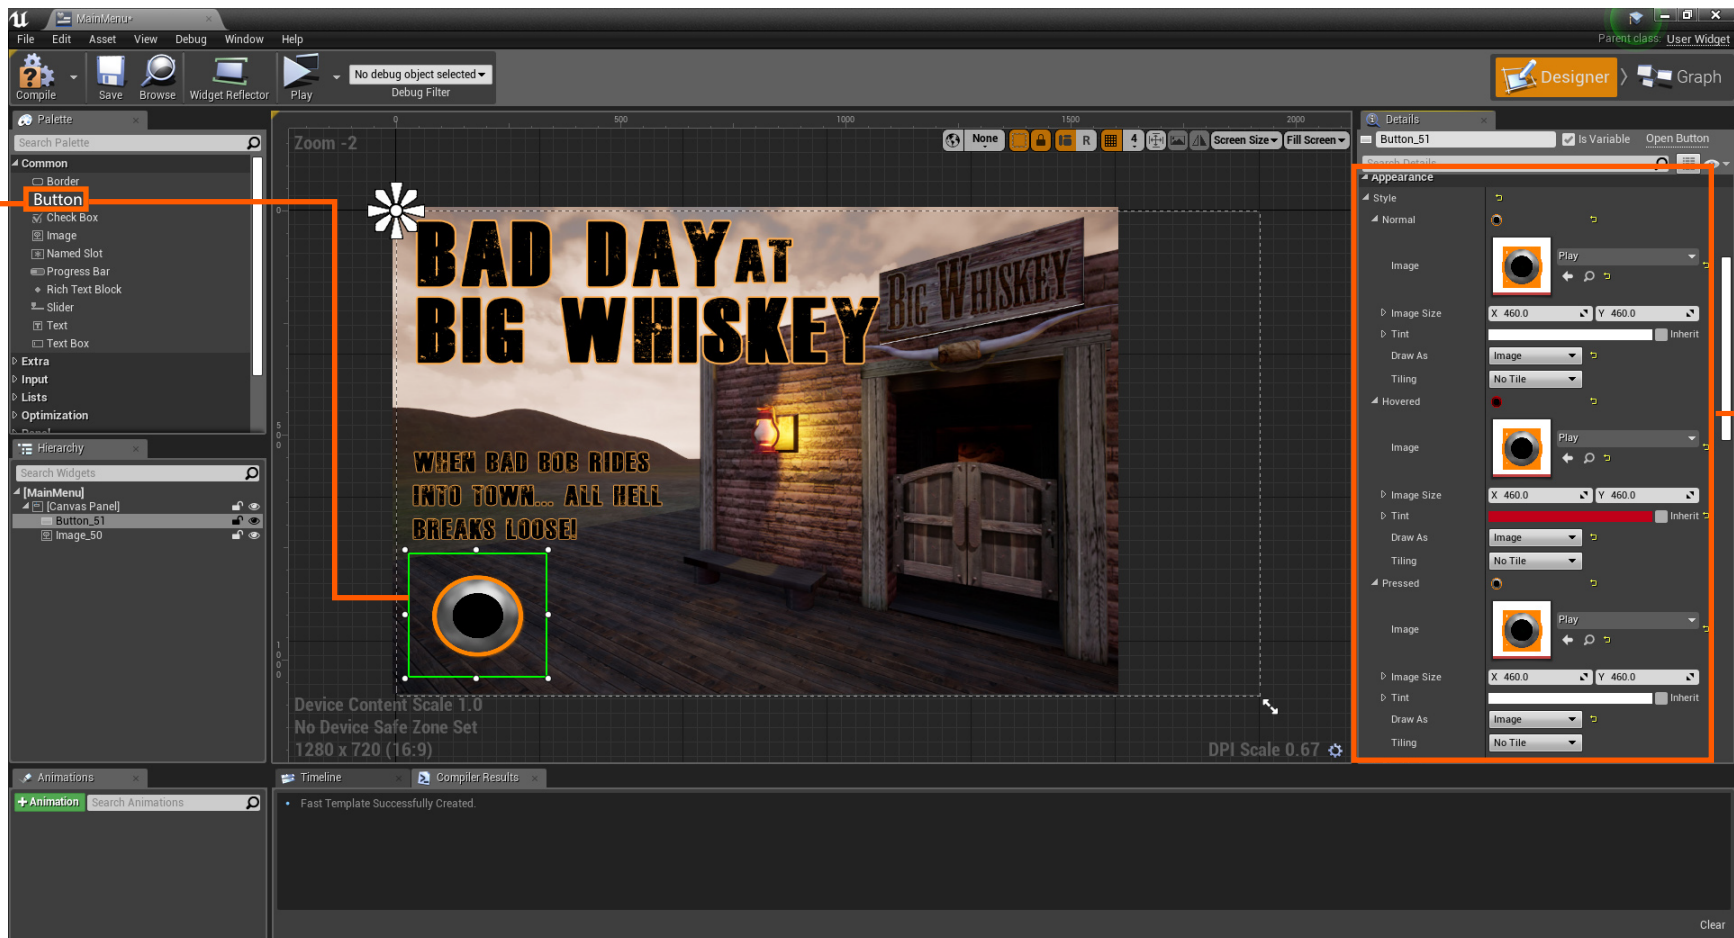 MainMenu*
File Edit Asset View Debug Window Help
Parent class: User Widget
Compile Save Browse Widget Reflector Play
No debug object selected
Debug Filter
Designer Graph
Palette
Search Palette
Common
Border
Button
Check Box
Image
Named Slot
Progress Bar
Rich Text Block
Slider
Text
Text Box
Extra
Input
Lists
Optimization
Panel
Hierarchy
Search Widgets
[MainMenu]
[Canvas Panel]
Button_51
Image_50
Animations
+ Animation Search Animations
0 500 1000 1500 2000
Zoom -2
None R 4 Screen Size Fill Screen
0
500
1000
BAD DAY AT
BIG WHISKEY
BIG WHISKEY
WHEN BAD BOB RIDES
INTO TOWN... ALL HELL
BREAKS LOOSE!
Device Content Scale 1.0
No Device Safe Zone Set
1280 x 720 (16:9)
DPI Scale 0.67
Timeline Compiler Results
Fast Template Successfully Created.
Clear
Details
Button_51 Is Variable Open Button
Search Details
Appearance
Style
Normal
Image Play
Image Size X 460.0 Y 460.0
Tint Inherit
Draw As Image
Tiling No Tile
Hovered
Image Play
Image Size X 460.0 Y 460.0
Tint Inherit
Draw As Image
Tiling No Tile
Pressed
Image Play
Image Size X 460.0 Y 460.0
Tint Inherit
Draw As Image
Tiling No Tile